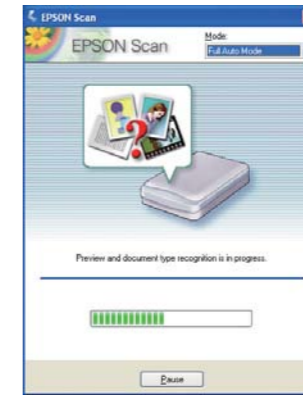 EPSON Scan
EPSON Scan
Mode:
Full Auto Mode
?
Preview and document type recognition is in progress.
Pause